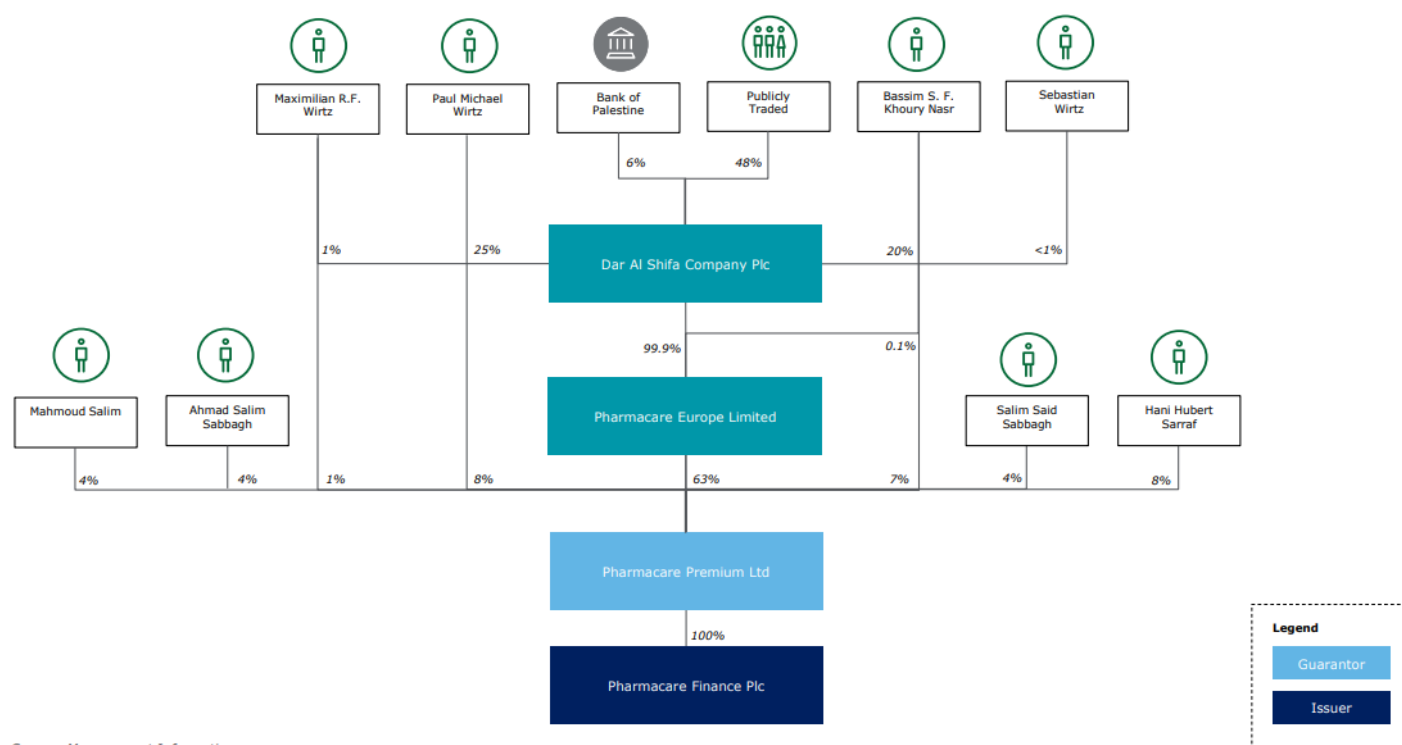 Maximilian R.F.
Wirtz
Paul Michael
Wirtz
Bank of
Palestine
Publicly
Traded
Bassim S. F.
Khoury Nasr
Sebastian
Wirtz
6%
48%
1%
25%
20%
<1%
Dar Al Shifa Company Plc
99.9%
0.1%
Mahmoud Salim
Ahmad Salim
Sabbagh
Pharmacare Europe Limited
Salim Said
Sabbagh
Hani Hubert
Sarraf
4%
4%
1%
8%
63%
7%
4%
8%
Pharmacare Premium Ltd
100%
Pharmacare Finance Plc
Legend
Guarantor
Issuer